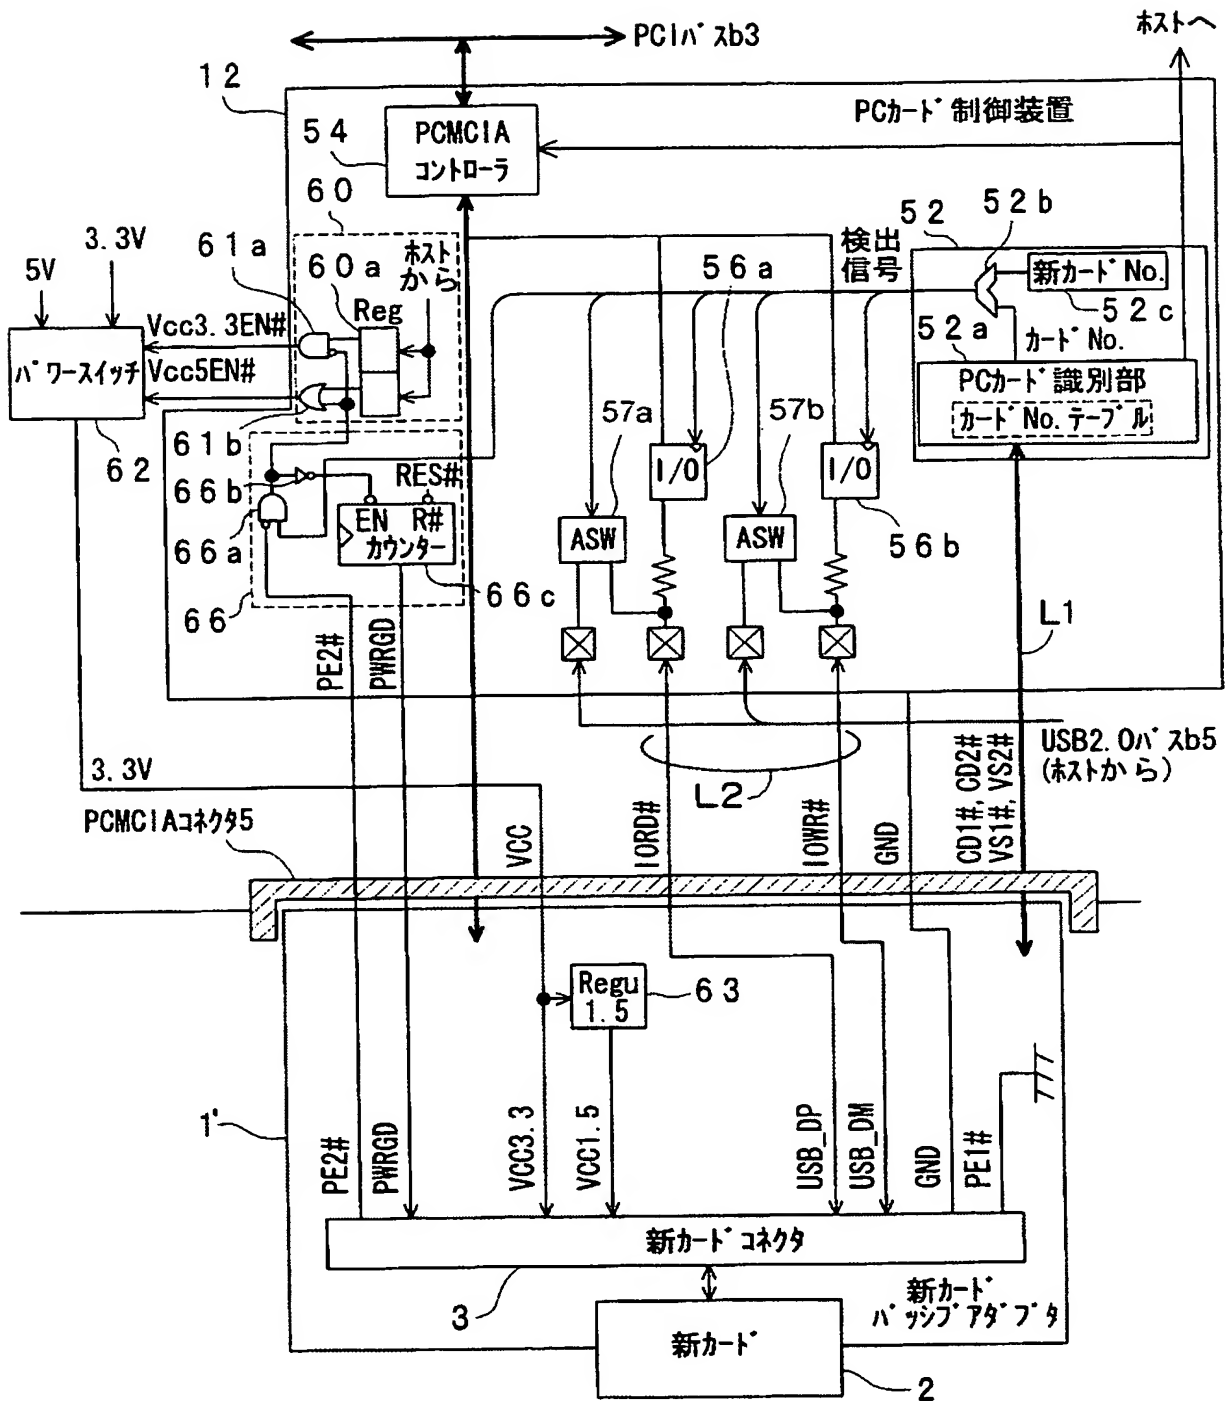 PCIバスb3
ホストへ
12
PCカード制御装置
54
PCMCIA
コントローラ
60
52
52b
3.3V
61a
ホスト
から
検出
信号
5V
60a
56a
新カードNo.
Reg
52c
Vcc3.3EN#
52a
カードNo.
パワースイッチ
Vcc5EN#
PCカード識別部
カードNo.テーブル
57a
57b
61b
62
I/O
I/O
66b
RES#
EN R#
カウンター
ASW
ASW
56b
66a
66c
66
L1
PE2#
PWRGD
USB2.0バスb5
(ホストから)
3.3V
L2
PCMCIAコネクタ5
VCC
IORD#
IOWR#
GND
CD1#, CD2#
VS1#, VS2#
Regu
1.5
63
1'
PE2#
PWRGD
VCC3.3
VCC1.5
USB_DP
USB_DM
GND
PE1#
新カードコネクタ
3
新カード
パッシブアダプタ
新カード
2